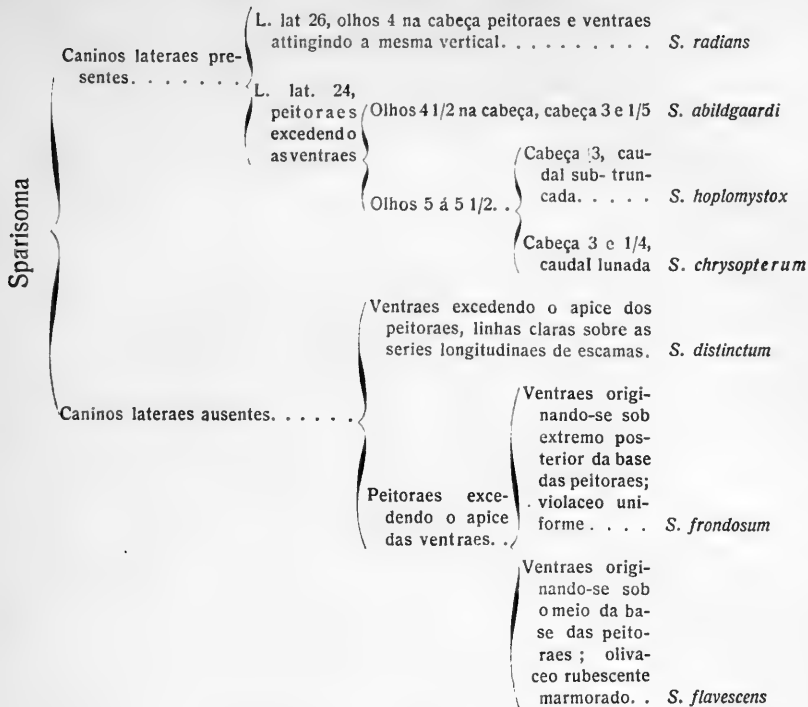 Sparisoma
Caninos lateraes pre-
sentes. . . . . . .
L. lat 26, olhos 4 na cabeça peitoraes e ventraes
attingindo a mesma vertical. . . . . . . . . . S. radians
L. lat. 24,
peitoraes
excedendo
as ventraes
Olhos 4 1/2 na cabeça, cabeça 3 e 1/5 S. abildgaardi
Olhos 5 á 5 1/2. .
Cabeça 3, cau-
dal sub- trun-
cada. . . . . S. hoplomystox
Cabeça 3 e 1/4,
caudal lunada S. chrysopterum
Caninos lateraes ausentes. . . . . .
Ventraes excedendo o apice dos
peitoraes, linhas claras sobre as
series longitudinaes de escamas. S. distinctum
Peitoraes exce-
dendo o apice
das ventraes. .
Ventraes origi-
nando-se sob
extremo pos-
terior da base
das peitoraes;
violaceo uni-
forme . . . . S. frondosum
Ventraes origi-
nando-se sob
o meio da ba-
se das peito-
raes ; oliva-
ceo rubescente
marmorado. . S. flavescens